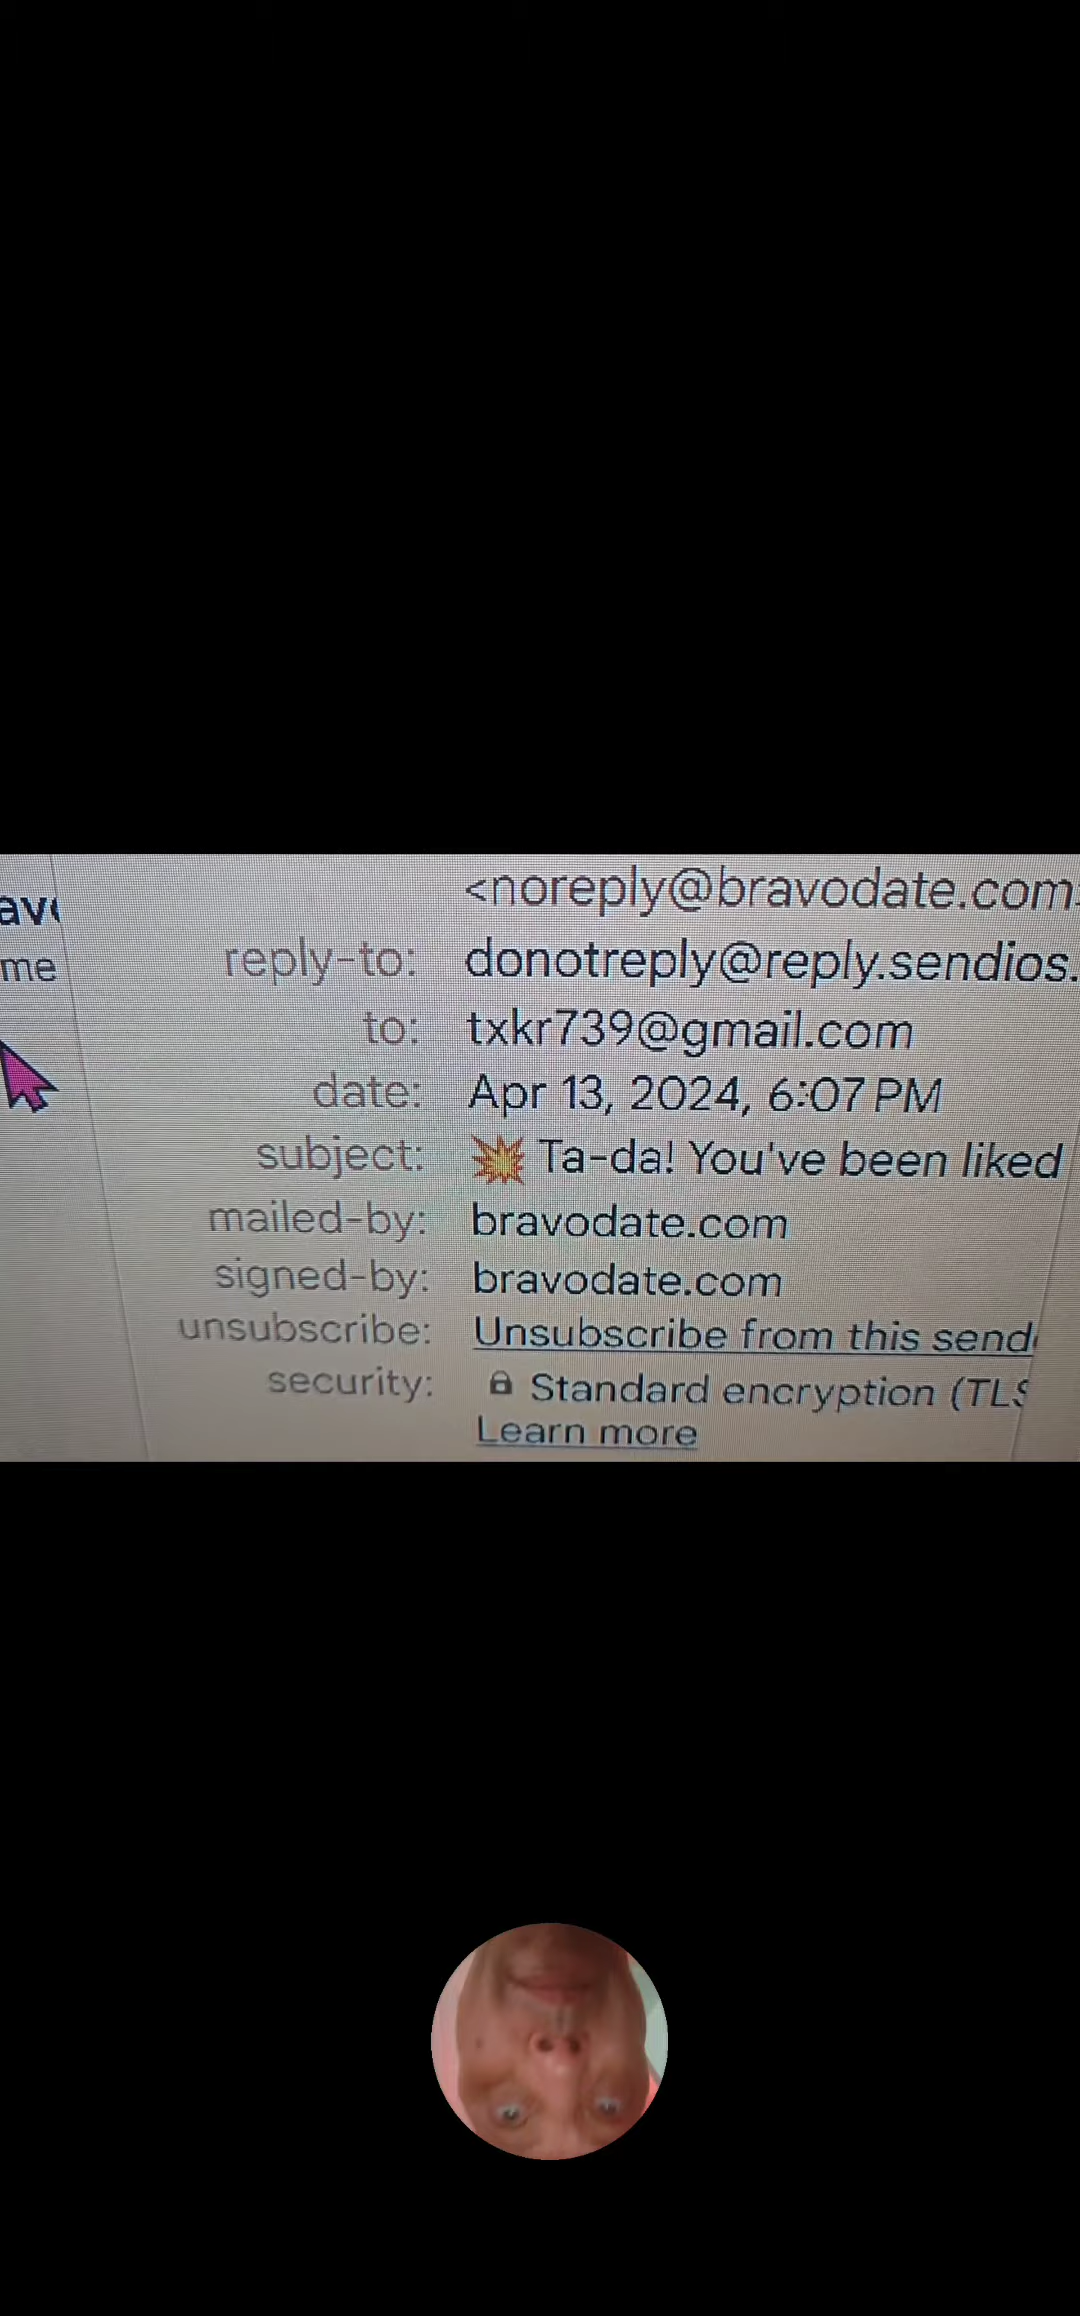 <noreply@bravodate.com
me
reply-to: donotreply@reply.sendios.
to: txkr739@gmail.com
date: Apr 13, 2024, 6:07 PM
subject: 💥 Ta-da! You've been liked
mailed-by: bravodate.com
signed-by: bravodate.com
unsubscribe: Unsubscribe from this
security: Standard encryption (TLS
Learn more